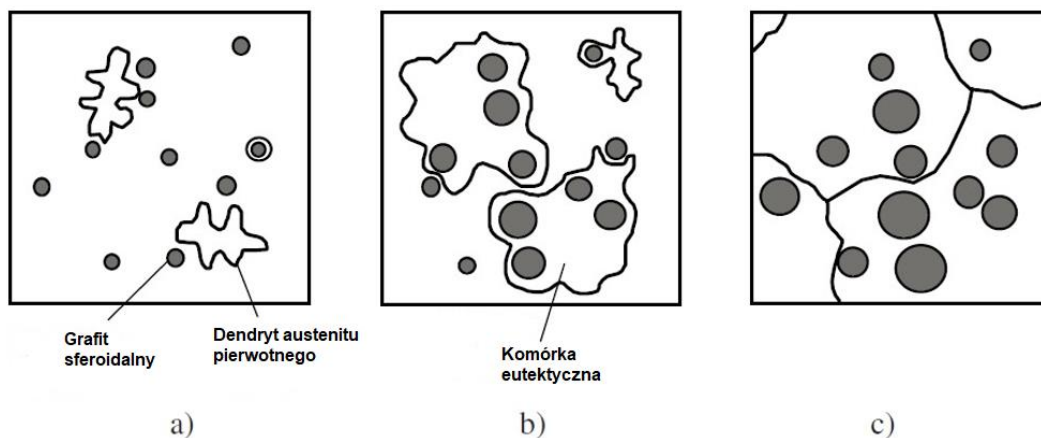 Grafit
sferoidalny
Dendryt austenitu
pierwotnego
Komórka
eutektyczna
a)
b)
c)